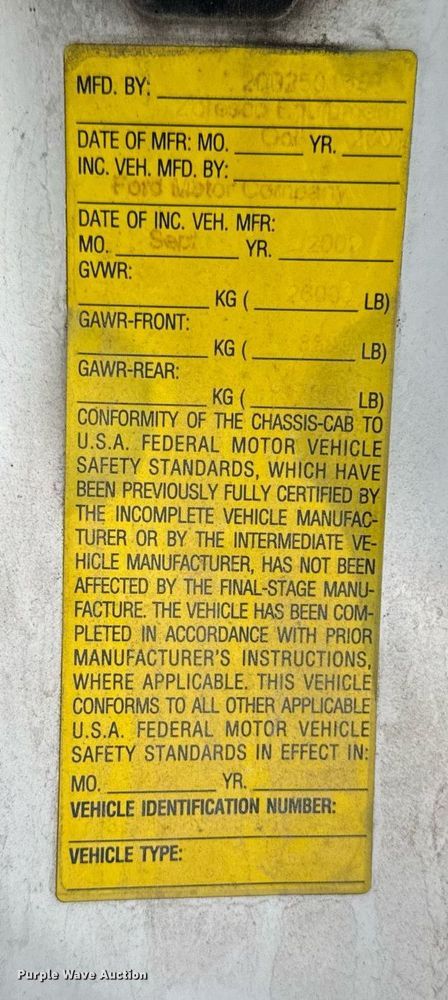 MFD. BY:
Equipment
DATE OF MFR: MO. YR.
INC. VEH. MFD. BY:
Ford Motor Company
DATE OF INC. VEH. MFR:
MO. Sept YR. 2000
GVWR:
KG ( LB)
GAWR-FRONT:
KG ( LB)
GAWR-REAR:
KG ( LB)
CONFORMITY OF THE CHASSIS-CAB TO
U.S.A. FEDERAL MOTOR VEHICLE
SAFETY STANDARDS, WHICH HAVE
BEEN PREVIOUSLY FULLY CERTIFIED BY
THE INCOMPLETE VEHICLE MANUFAC-
TURER OR BY THE INTERMEDIATE VE-
HICLE MANUFACTURER, HAS NOT BEEN
AFFECTED BY THE FINAL-STAGE MANU-
FACTURE. THE VEHICLE HAS BEEN COM-
PLETED IN ACCORDANCE WITH PRIOR
MANUFACTURER'S INSTRUCTIONS,
WHERE APPLICABLE. THIS VEHICLE
CONFORMS TO ALL OTHER APPLICABLE
U.S.A. FEDERAL MOTOR VEHICLE
SAFETY STANDARDS IN EFFECT IN:
MO. YR.
VEHICLE IDENTIFICATION NUMBER:
VEHICLE TYPE:
Purple Wave Auction